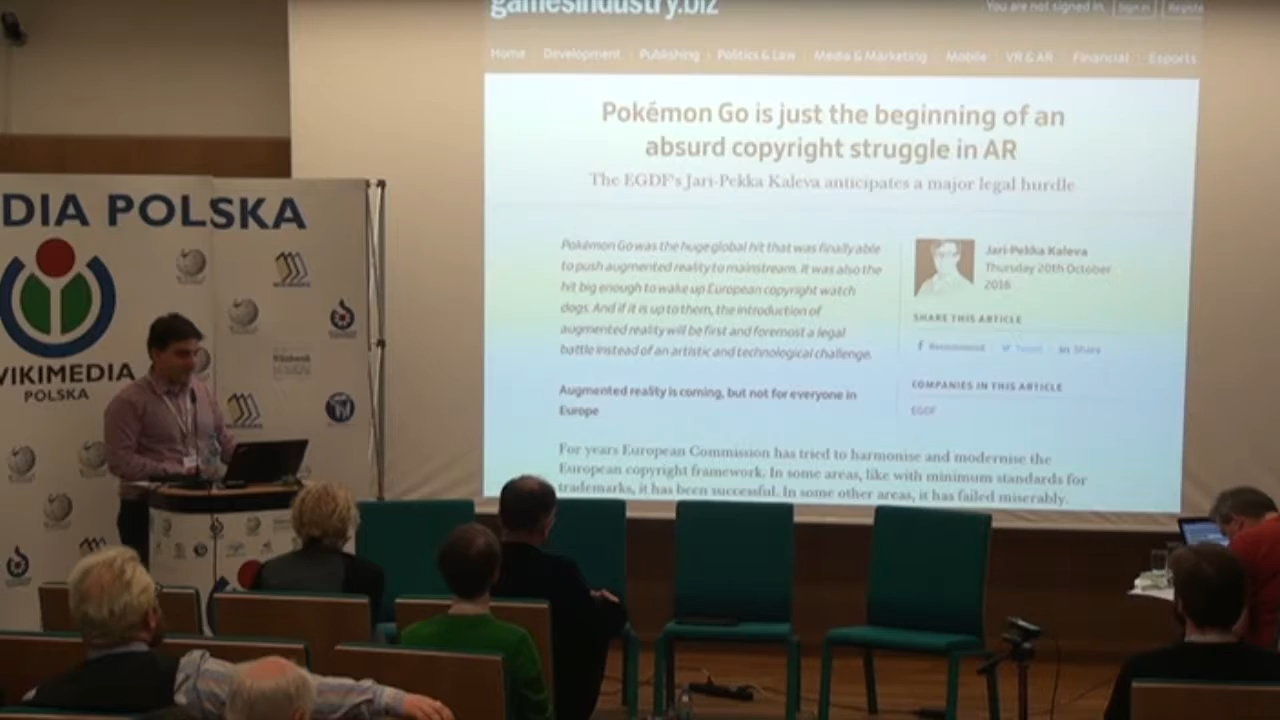 gamesindustry.biz
You are not signed in. Sign in Registe
Home Development Publishing Politics & Law Media & Marketing Mobile VR & AR Financial Esports
Pokémon Go is just the beginning of an
absurd copyright struggle in AR
The EGDF's Jari-Pekka Kaleva anticipates a major legal hurdle
Pokémon Go was the huge global hit that was finally able
to push augmented reality to mainstream. It was also the
hit big enough to wake up European copyright watch
dogs. And if it is up to them, the introduction of
augmented reality will be first and foremost a legal
battle instead of an artistic and technological challenge.
Augmented reality is coming, but not for everyone in
Europe
For years European Commission has tried to harmonise and modernise the
European copyright framework. In some areas, like with minimum standards for
trademarks, it has been successful. In some other areas, it has failed miserably.
Jari-Pekka Kaleva
Thursday 20th October
2016
SHARE THIS ARTICLE
Recommend Tweet Share
COMPANIES IN THIS ARTICLE
EGDF
DIA POLSKA
VIKIMEDIA
POLSKA